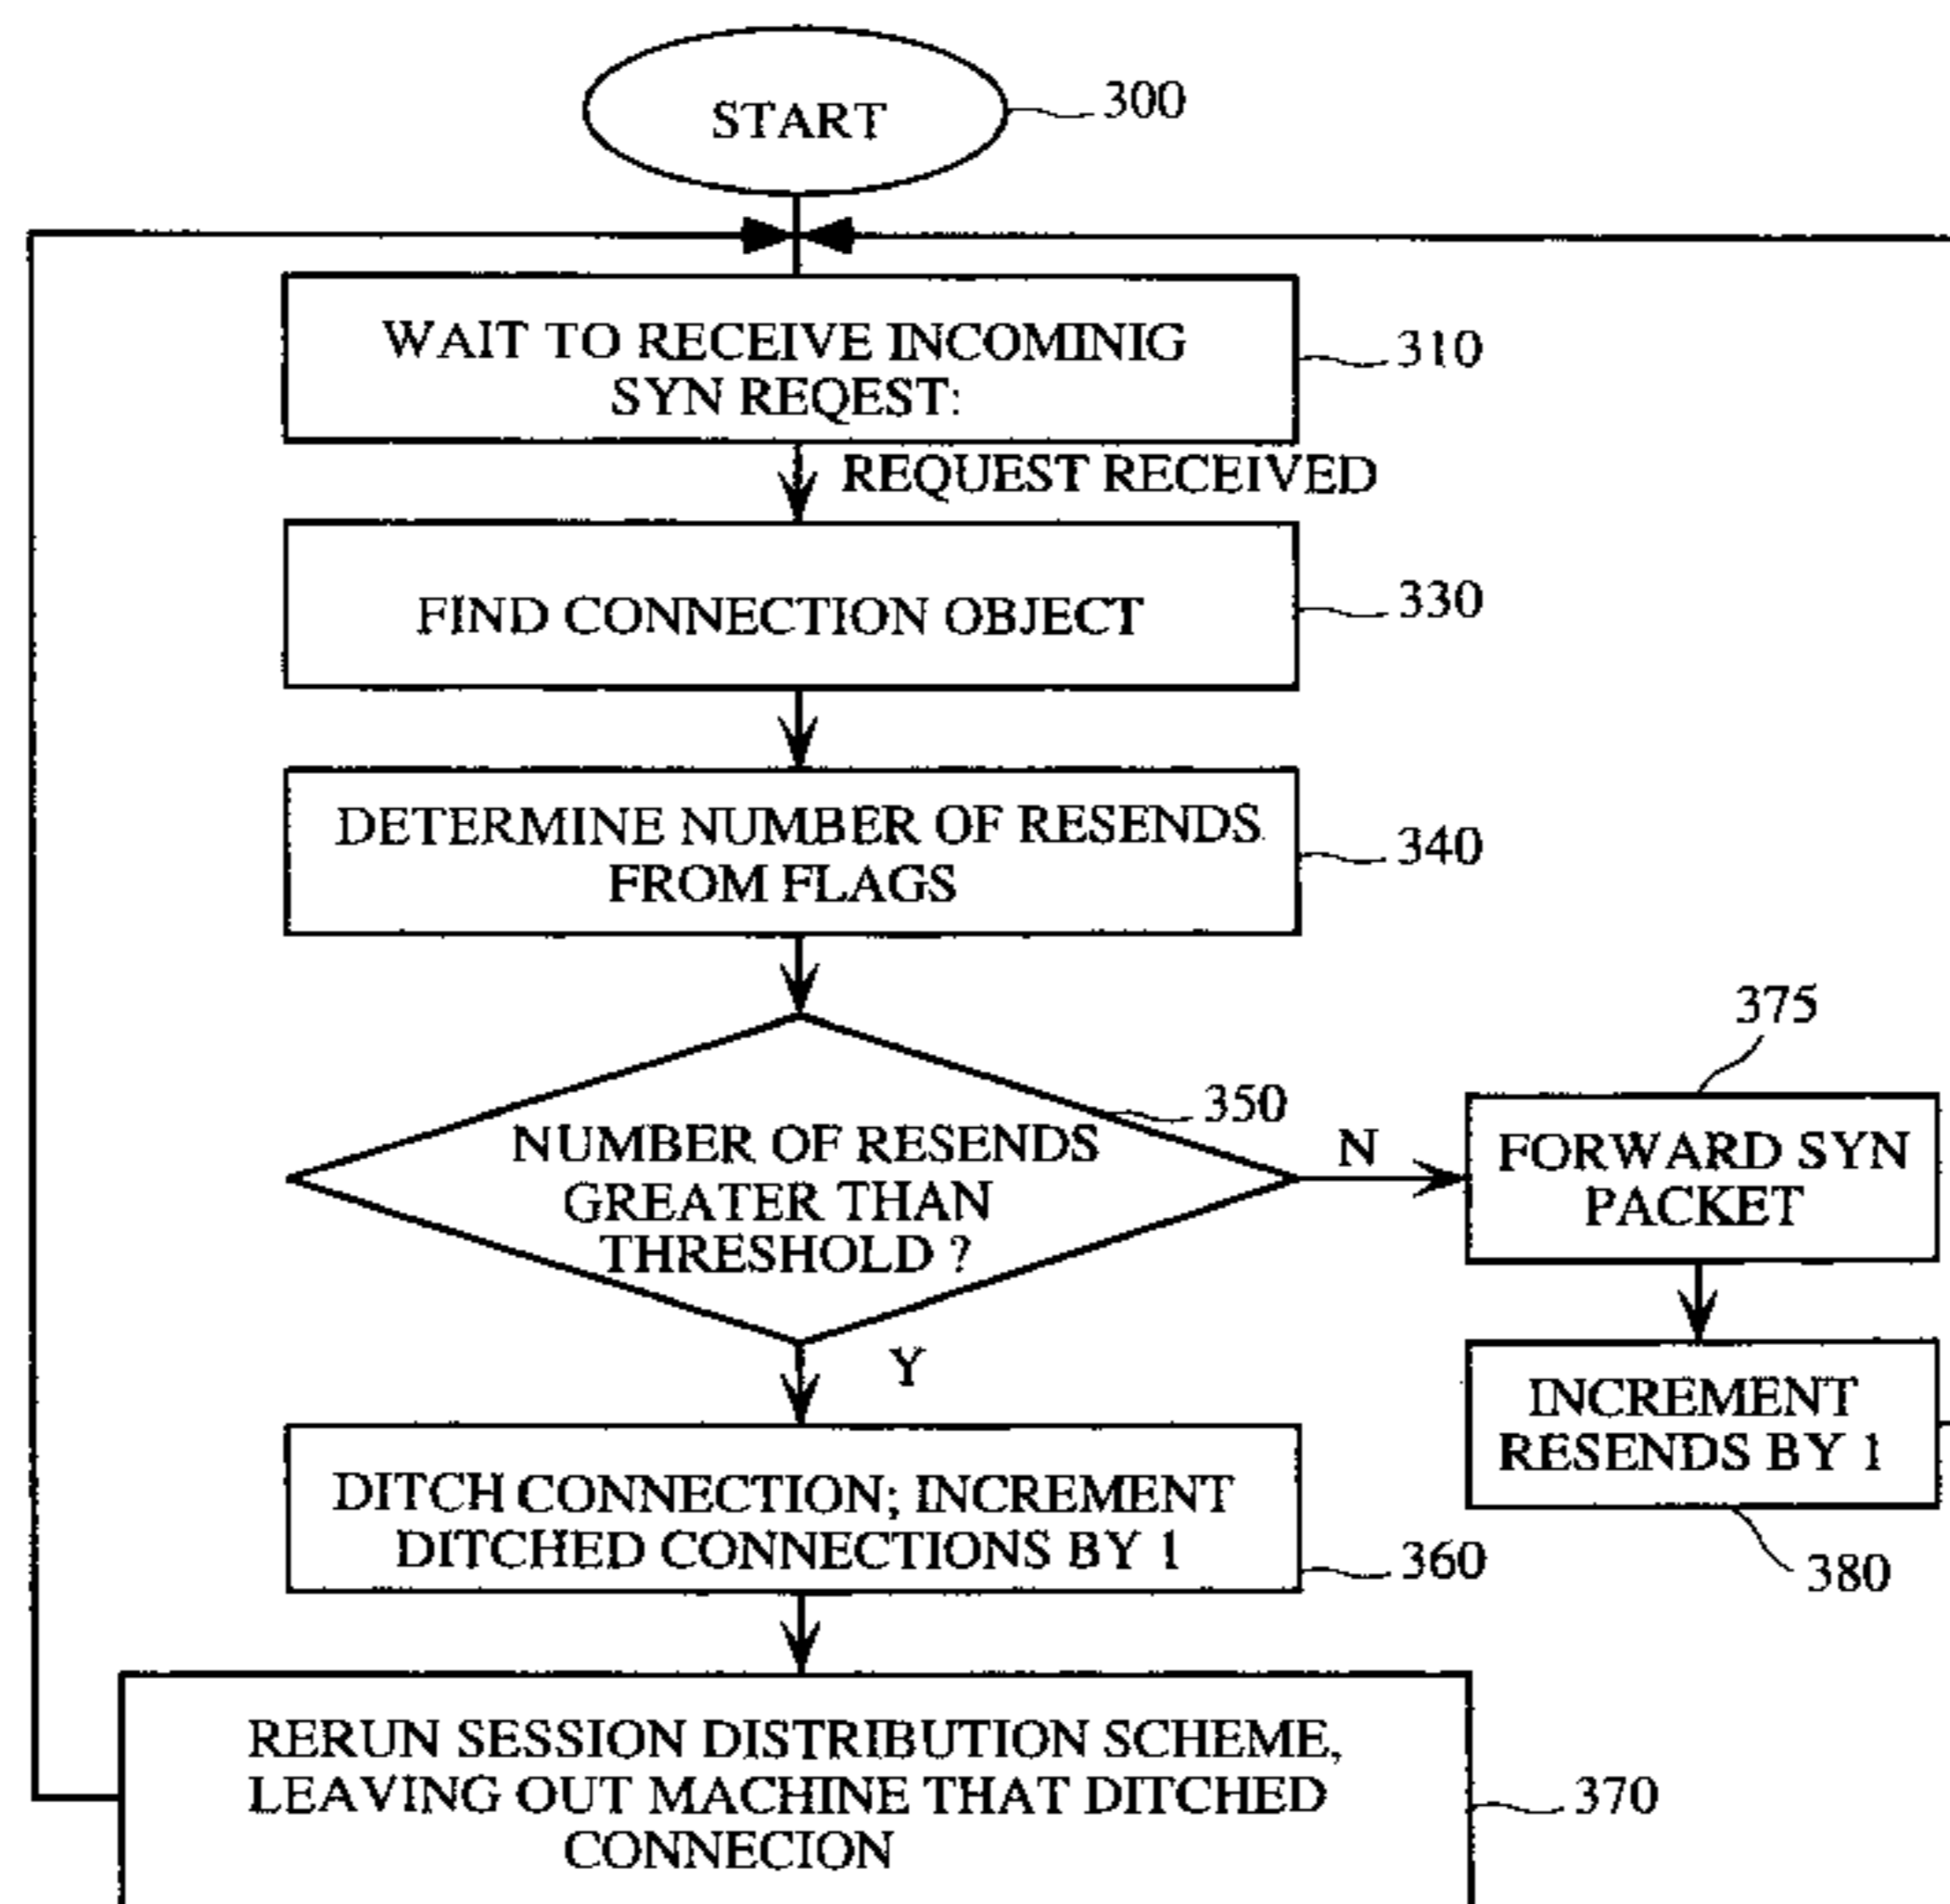 START
300
WAIT TO RECEIVE INCOMINIG
SYN REQEST:
310
REQUEST RECEIVED
FIND CONNECTION OBJECT
330
DETERMINE NUMBER OF RESENDS
FROM FLAGS
340
350
NUMBER OF RESENDS
GREATER THAN
THRESHOLD ?
N
375
FORWARD SYN
PACKET
Y
INCREMENT
RESENDS BY 1
380
DITCH CONNECTION; INCREMENT
DITCHED CONNECTIONS BY 1
360
RERUN SESSION DISTRIBUTION SCHEME,
LEAVING OUT MACHINE THAT DITCHED
CONNECION
370